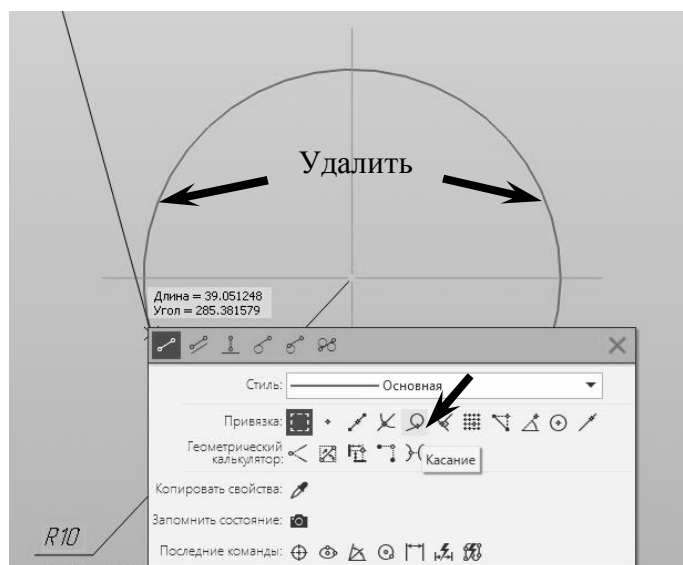 Удалить
Длина = 39.051248
Угол = 285.381579
Стиль: Основная
Привязка:
Геометрический
калькулятор:
Касание
Копировать свойства:
Запомнить состояние:
R10
Последние команды: